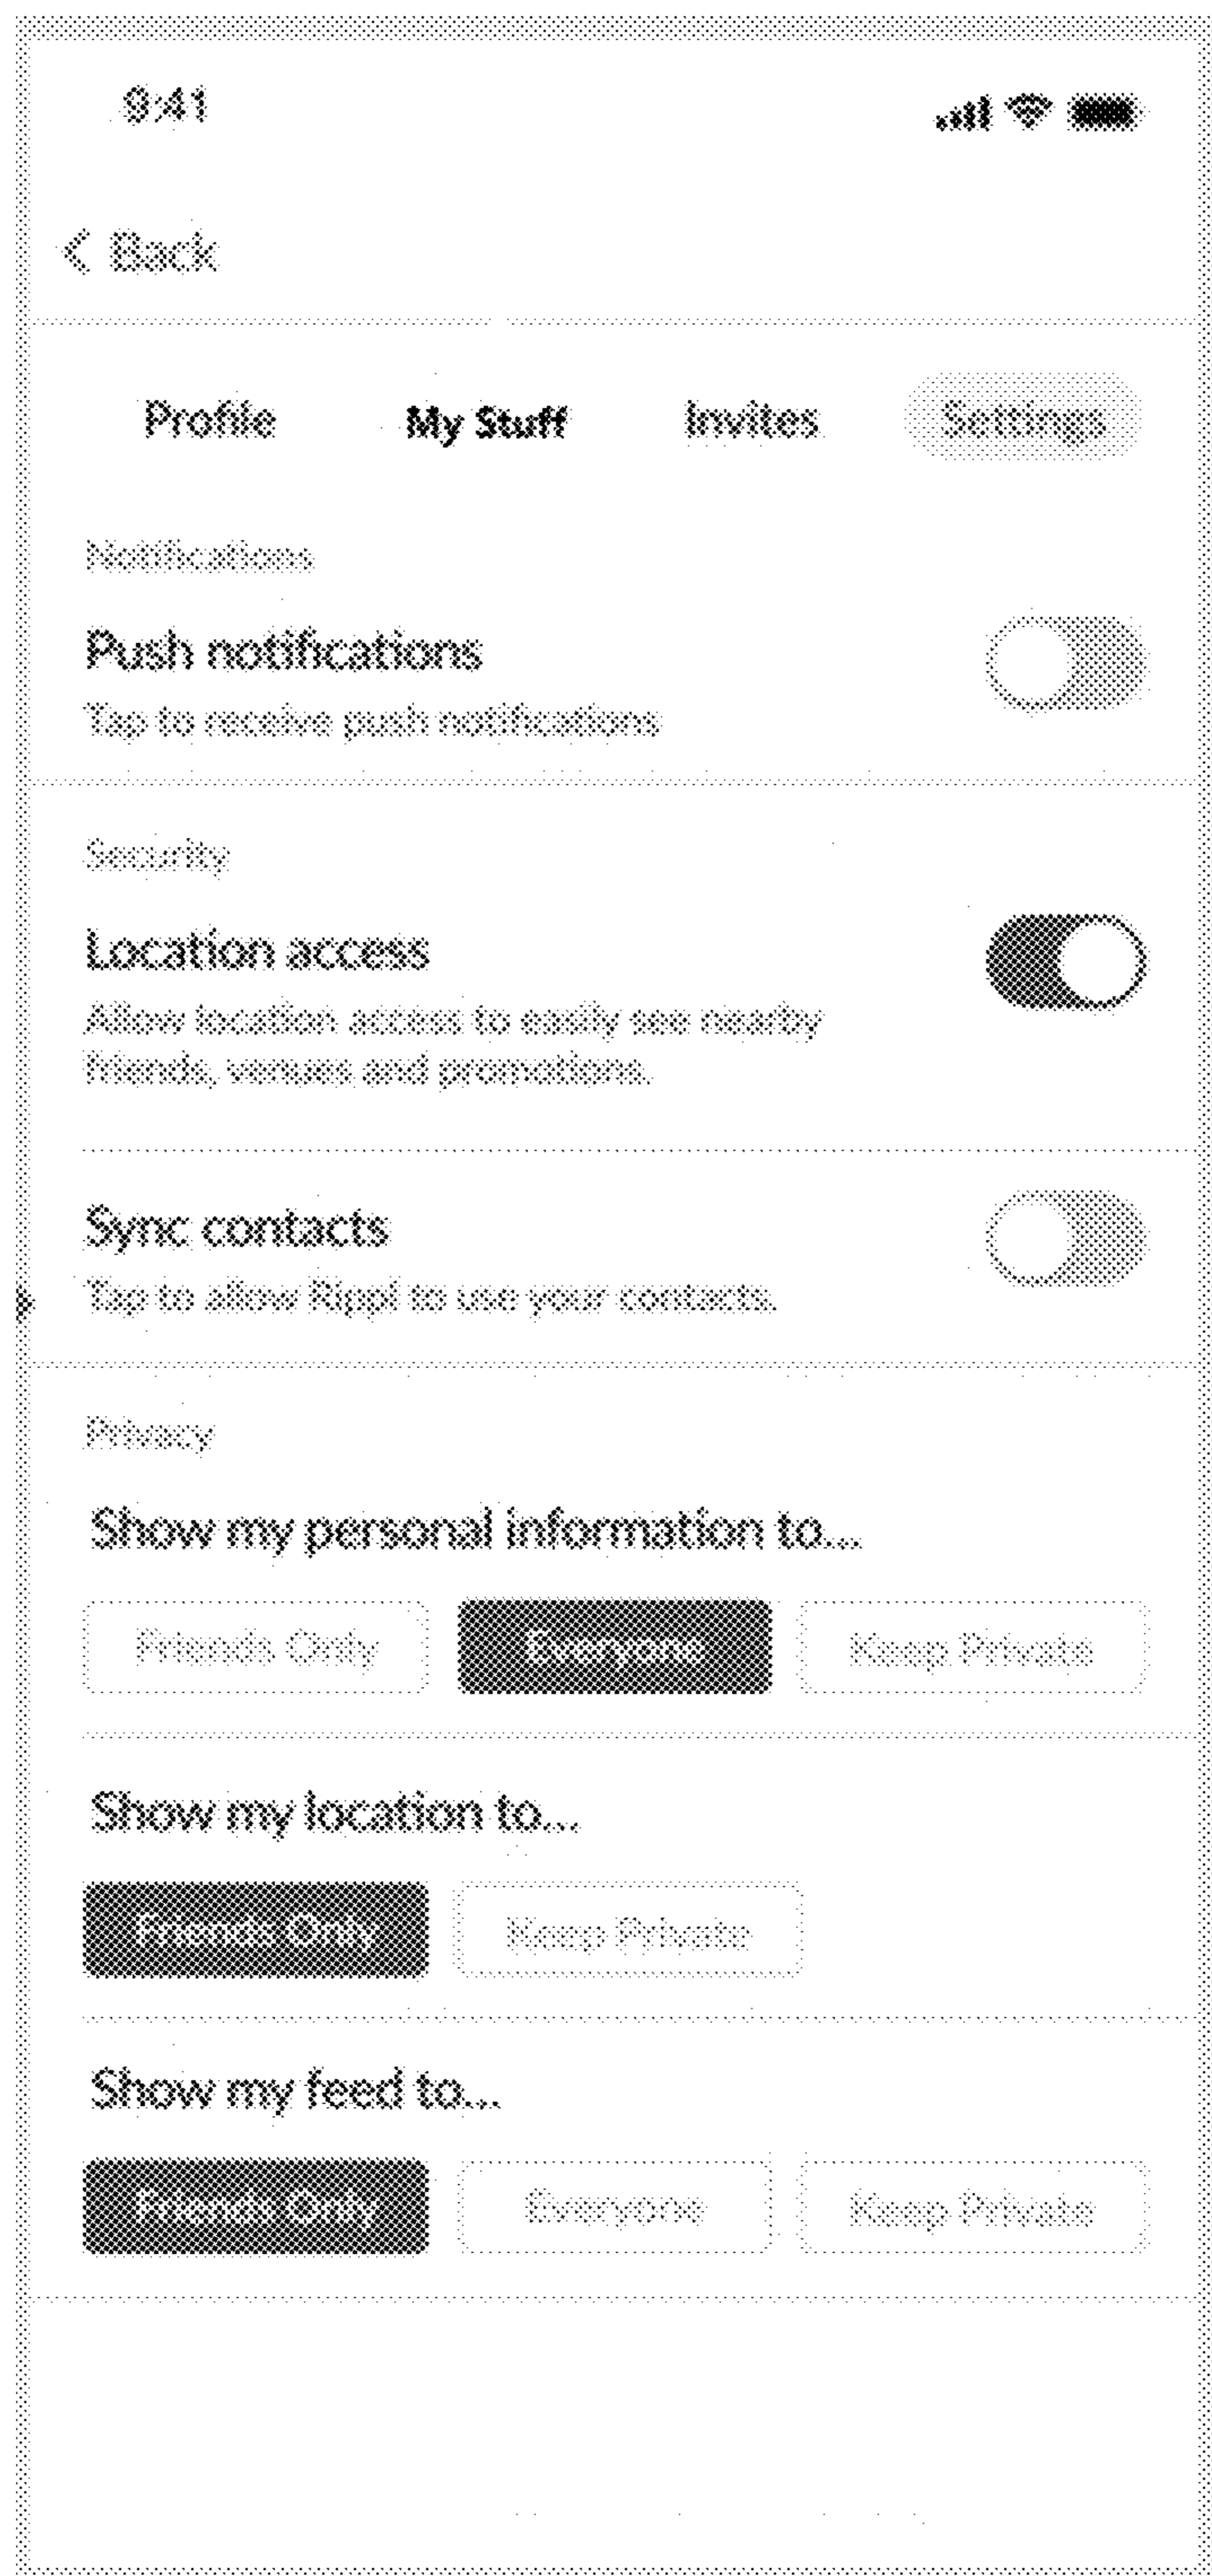 9:41
Back
Profile My Stuff Invites Settings
Notifications
Push notifications
Tap to receive push notifications
Security
Location access
Allow location access to easily see nearby
friends, venues and promotions.
Sync contacts
Tap to allow Rippl to use your contacts.
Privacy
Show my personal information to...
Friends Only Everyone Keep Private
Show my location to...
Friends Only Keep Private
Show my feed to...
Friends Only Everyone Keep Private